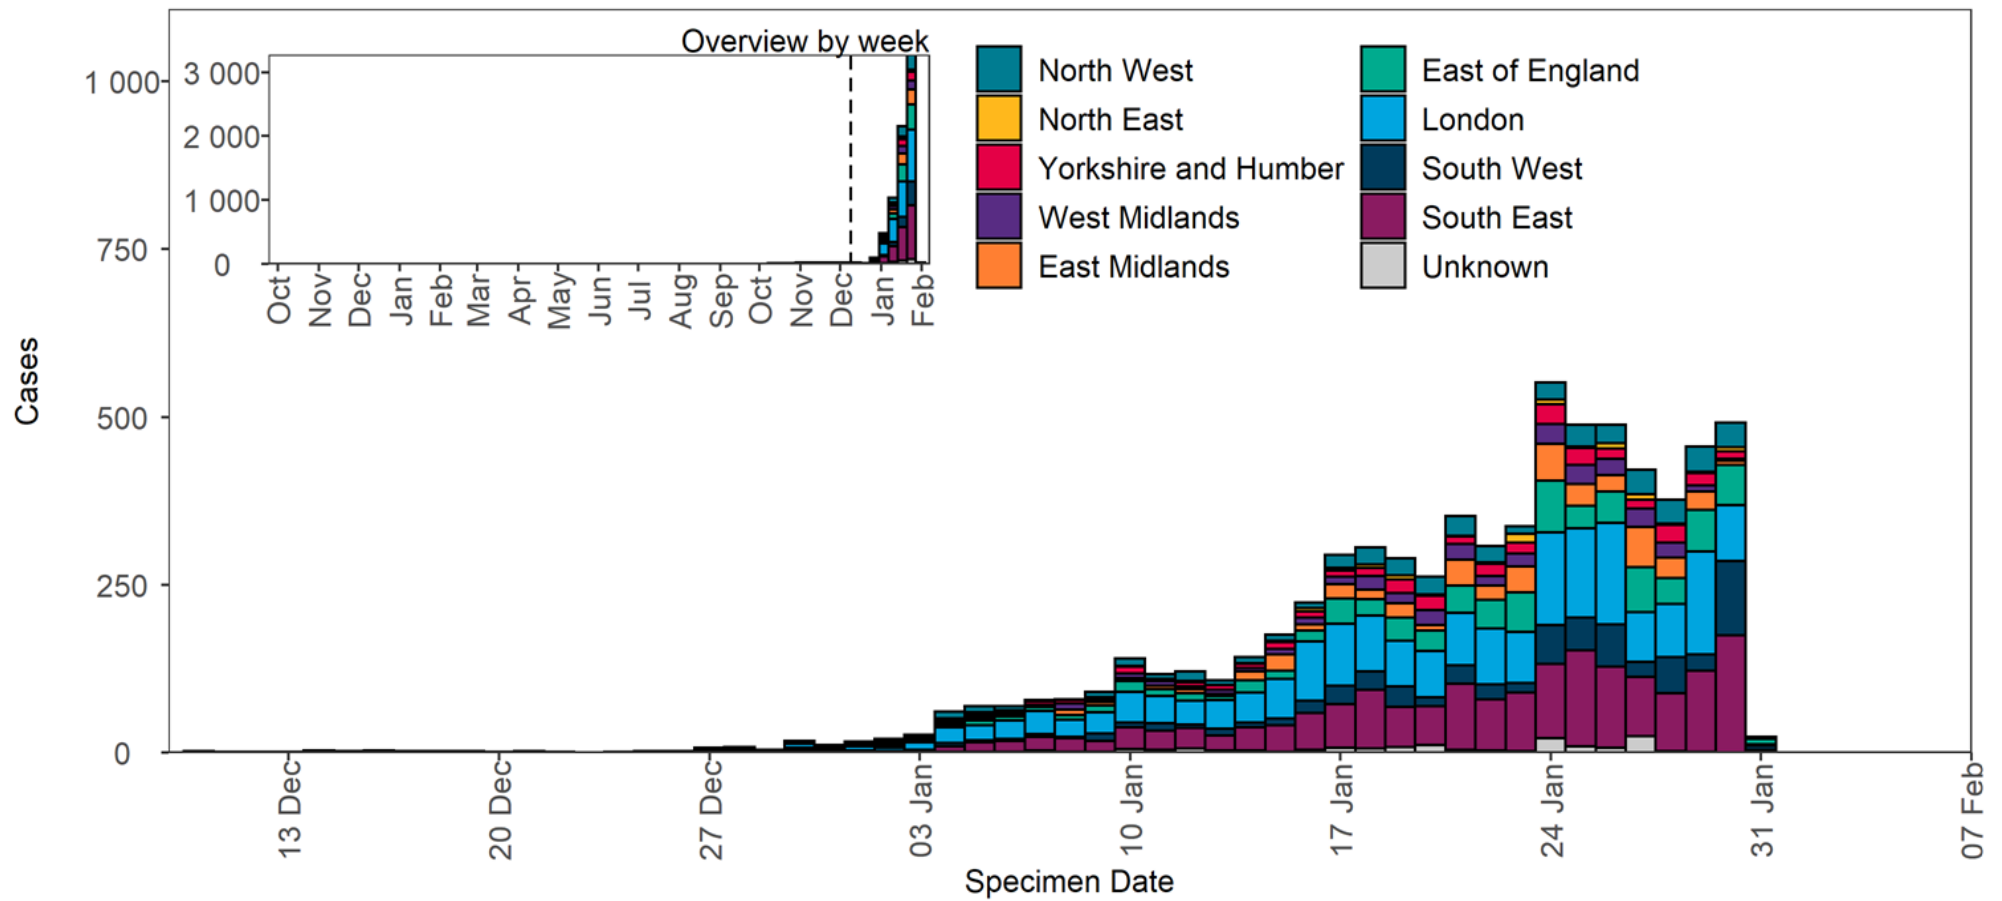 Overview by week
3 000
2 000
1 000
0
Oct
Nov
Dec
Jan
Feb
Mar
Apr
May
Jun
Jul
Aug
Sep
Oct
Nov
Dec
Jan
Feb
North West
North East
Yorkshire and Humber
West Midlands
East Midlands
East of England
London
South West
South East
Unknown
Cases
1 000
750
500
250
0
13 Dec
20 Dec
27 Dec
03 Jan
10 Jan
17 Jan
24 Jan
31 Jan
07 Feb
Specimen Date